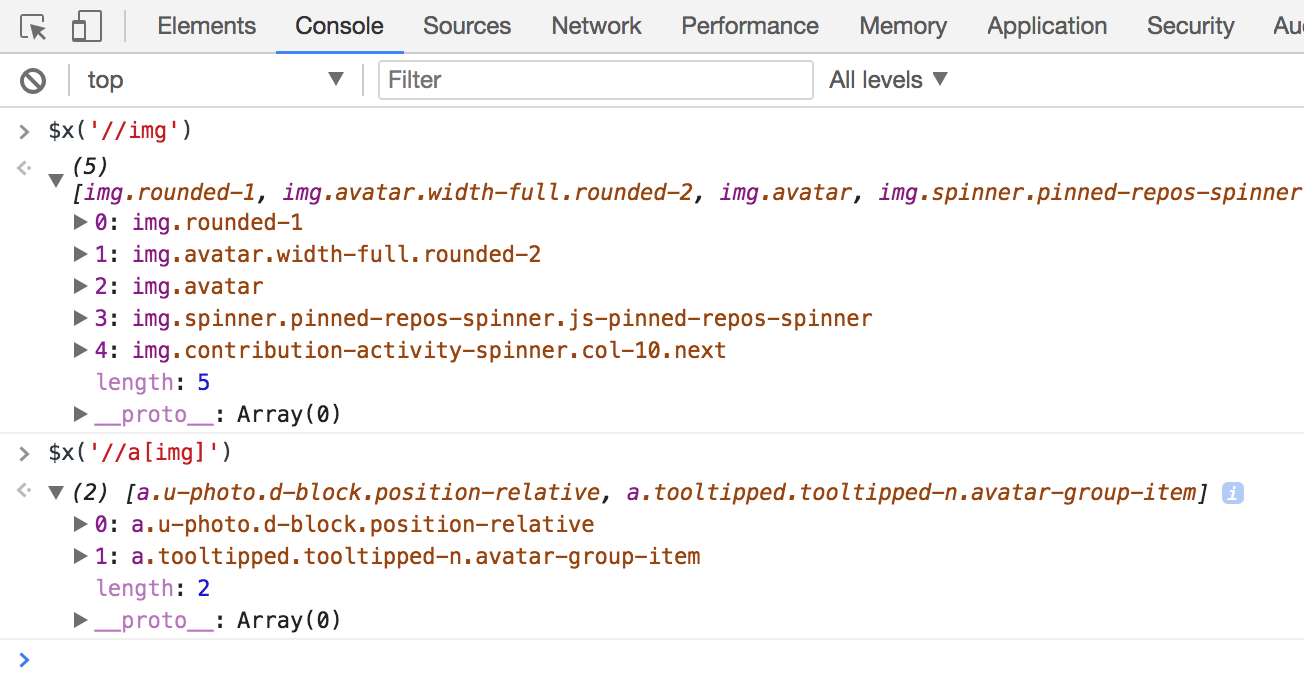 Elements Console Sources Network Performance Memory Application Security Au
top Filter All levels
$x('//img')
(5)
[img.rounded-1, img.avatar.width-full.rounded-2, img.avatar, img.spinner.pinned-repos-spinner
0: img.rounded-1
1: img.avatar.width-full.rounded-2
2: img.avatar
3: img.spinner.pinned-repos-spinner.js-pinned-repos-spinner
4: img.contribution-activity-spinner.col-10.next
length: 5
__proto__: Array(0)
$x('//a[img]')
(2) [a.u-photo.d-block.position-relative, a.tooltipped.tooltipped-n.avatar-group-item] i
0: a.u-photo.d-block.position-relative
1: a.tooltipped.tooltipped-n.avatar-group-item
length: 2
__proto__: Array(0)